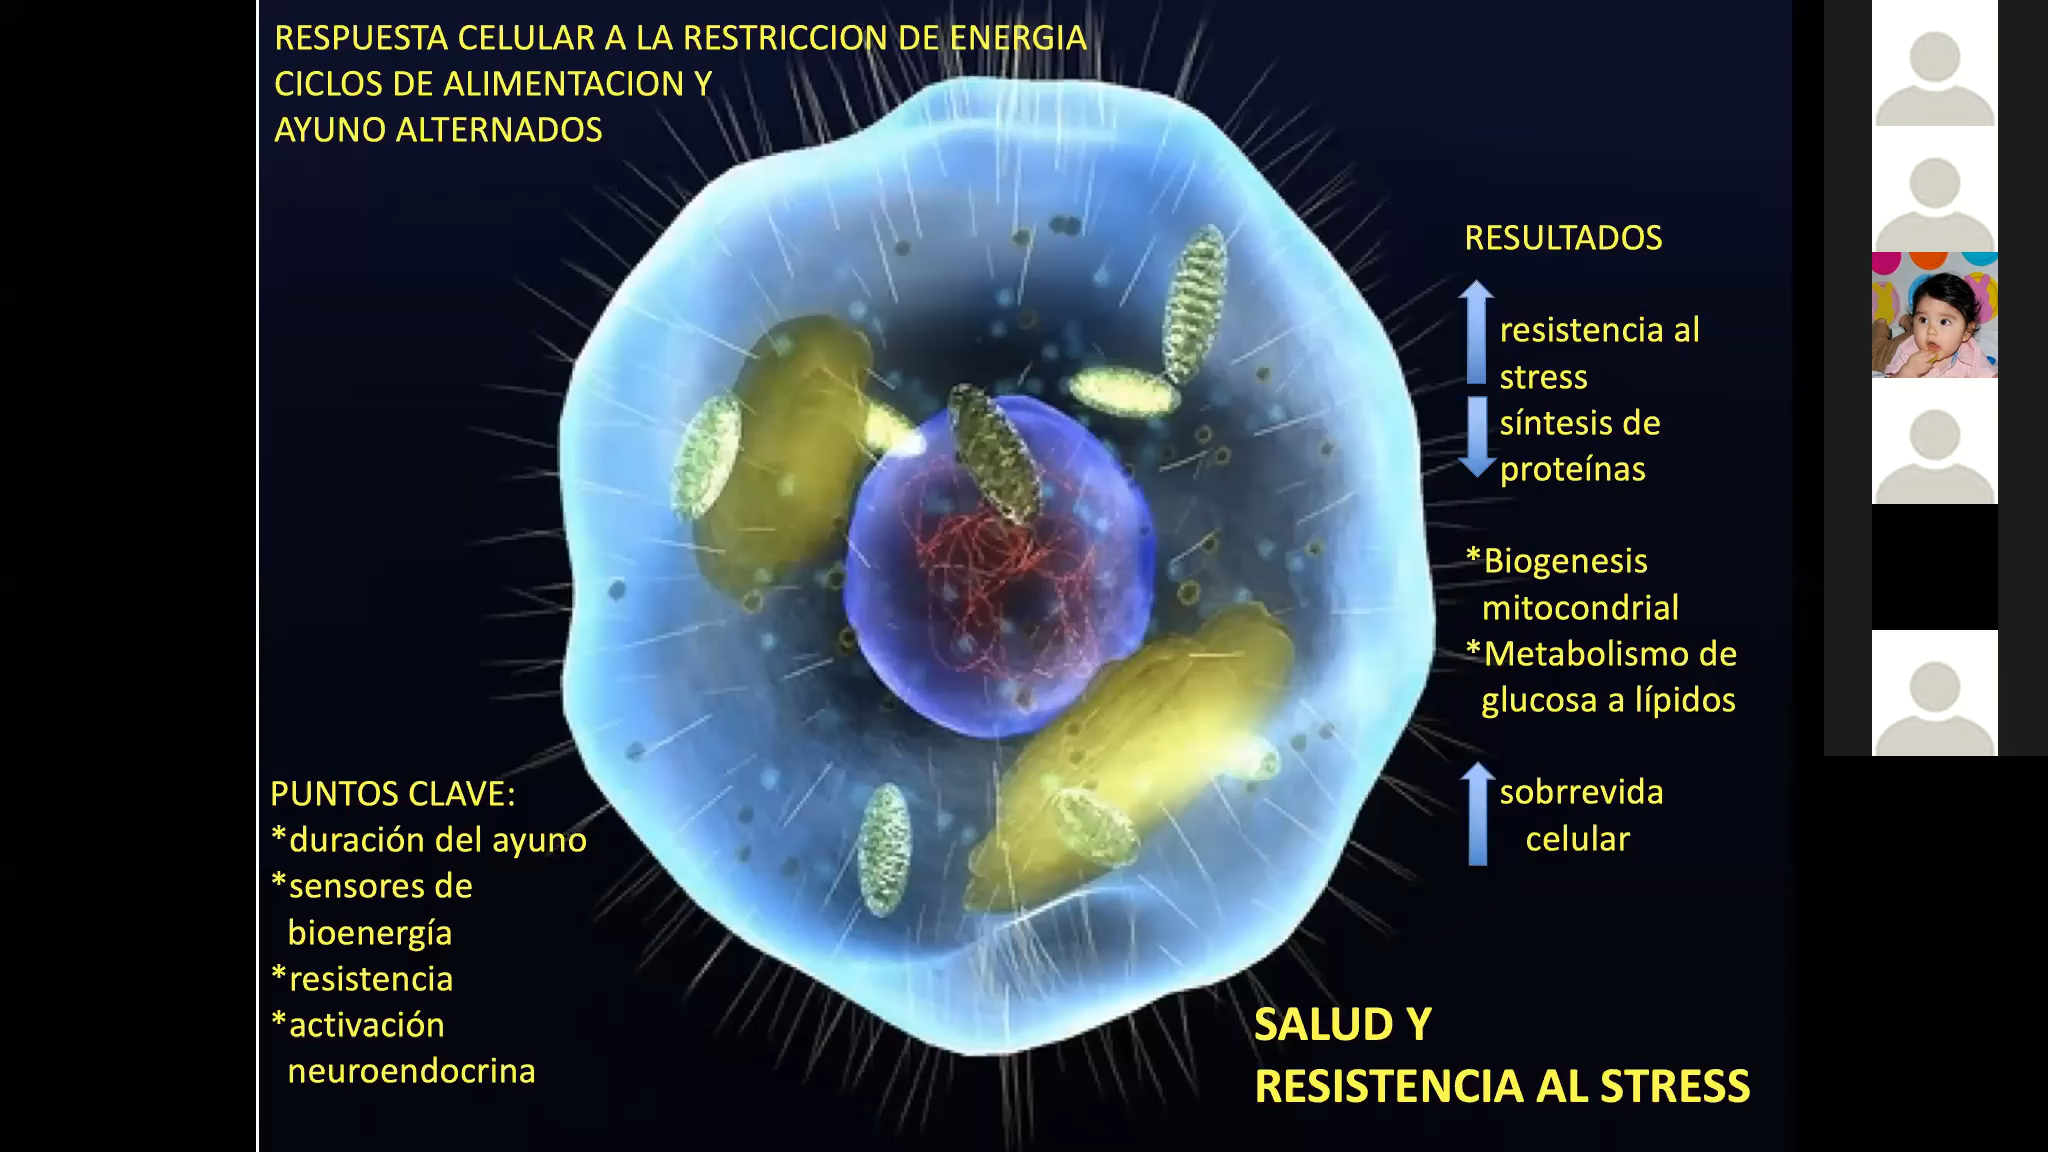 RESPUESTA CELULAR A LA RESTRICCION DE ENERGIA
CICLOS DE ALIMENTACION Y
AYUNO ALTERNADOS
RESULTADOS
resistencia al
stress
síntesis de
proteínas
*Biogenesis
mitocondrial
*Metabolismo de
glucosa a lípidos
sobrrevida
celular
PUNTOS CLAVE:
*duración del ayuno
*sensores de
bioenergía
*resistencia
*activación
neuroendocrina
SALUD Y
RESISTENCIA AL STRESS